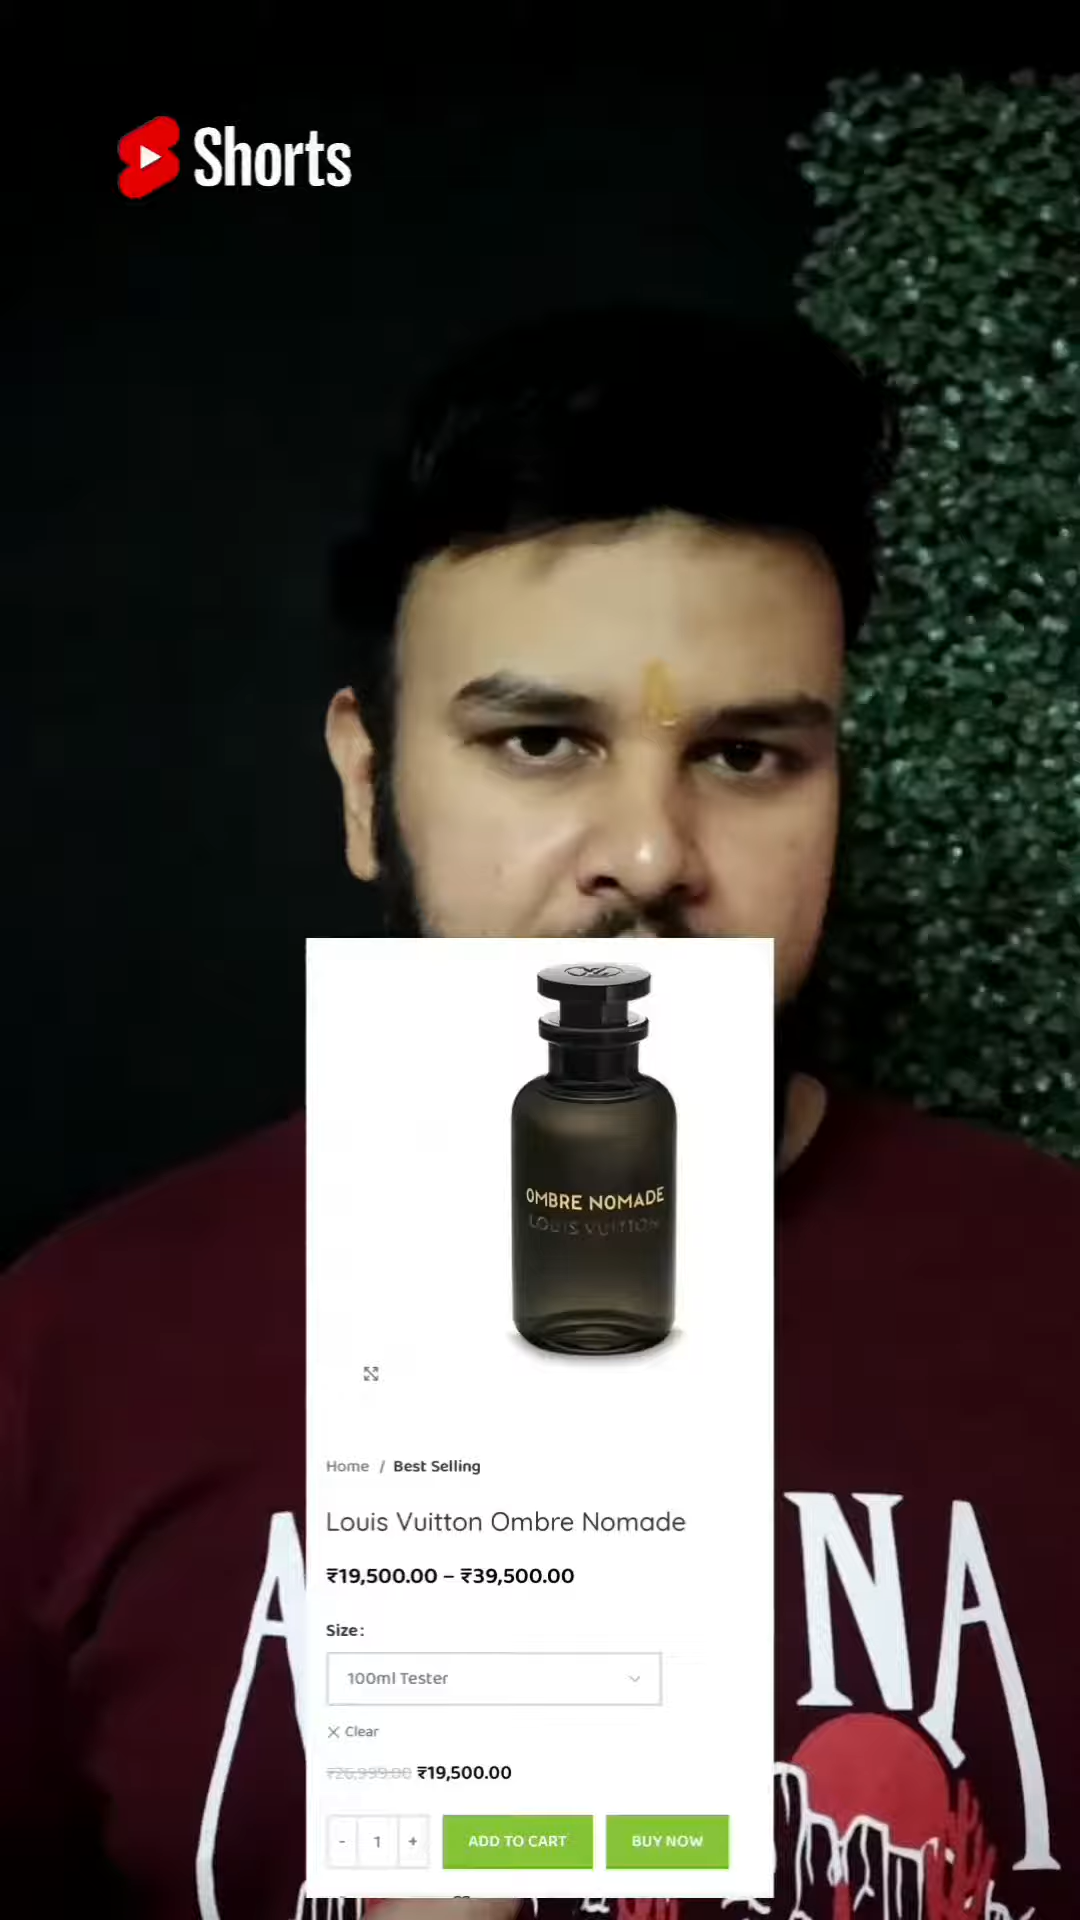 Shorts
OMBRE NOMADE
LOUIS VUITTON
Home / Best Selling
Louis Vuitton Ombre Nomade
₹19,500.00 – ₹39,500.00
Size:
100ml Tester
Clear
₹26,999.00 ₹19,500.00
- 1 +
ADD TO CART
BUY NOW